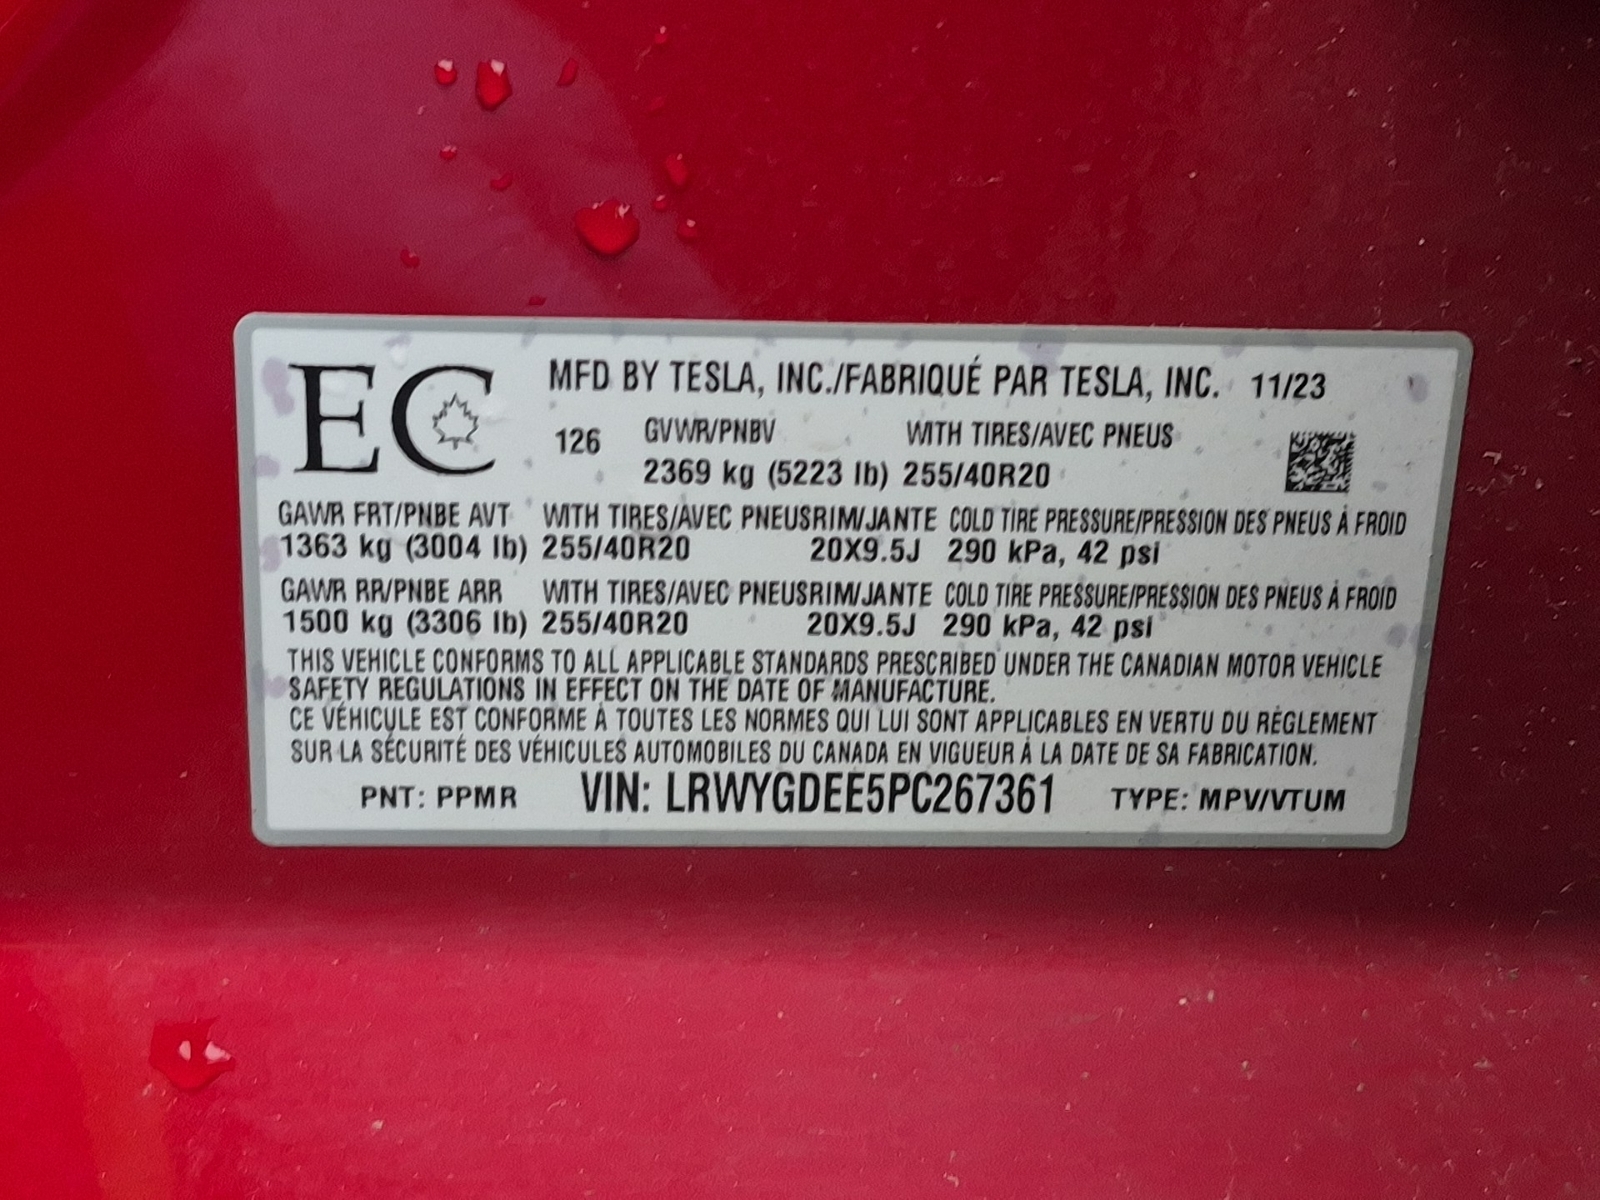 EC
MFD BY TESLA, INC./FABRIQUÉ PAR TESLA, INC. 11/23
126 GVWR/PNBV WITH TIRES/AVEC PNEUS
2369 kg (5223 lb) 255/40R20
GAWR FRT/PNBE AVT WITH TIRES/AVEC PNEUSRIM/JANTE COLD TIRE PRESSURE/PRESSION DES PNEUS À FROID
1363 kg (3004 lb) 255/40R20 20X9.5J 290 kPa, 42 psi
GAWR RR/PNBE ARR WITH TIRES/AVEC PNEUSRIM/JANTE COLD TIRE PRESSURE/PRESSION DES PNEUS À FROID
1500 kg (3306 lb) 255/40R20 20X9.5J 290 kPa, 42 psi
THIS VEHICLE CONFORMS TO ALL APPLICABLE STANDARDS PRESCRIBED UNDER THE CANADIAN MOTOR VEHICLE
SAFETY REGULATIONS IN EFFECT ON THE DATE OF MANUFACTURE.
CE VÉHICULE EST CONFORME À TOUTES LES NORMES QUI LUI SONT APPLICABLES EN VERTU DU RÈGLEMENT
SUR LA SÉCURITÉ DES VÉHICULES AUTOMOBILES DU CANADA EN VIGUEUR À LA DATE DE SA FABRICATION.
PNT: PPMR VIN: LRWYGDEE5PC267361 TYPE: MPV/VTUM